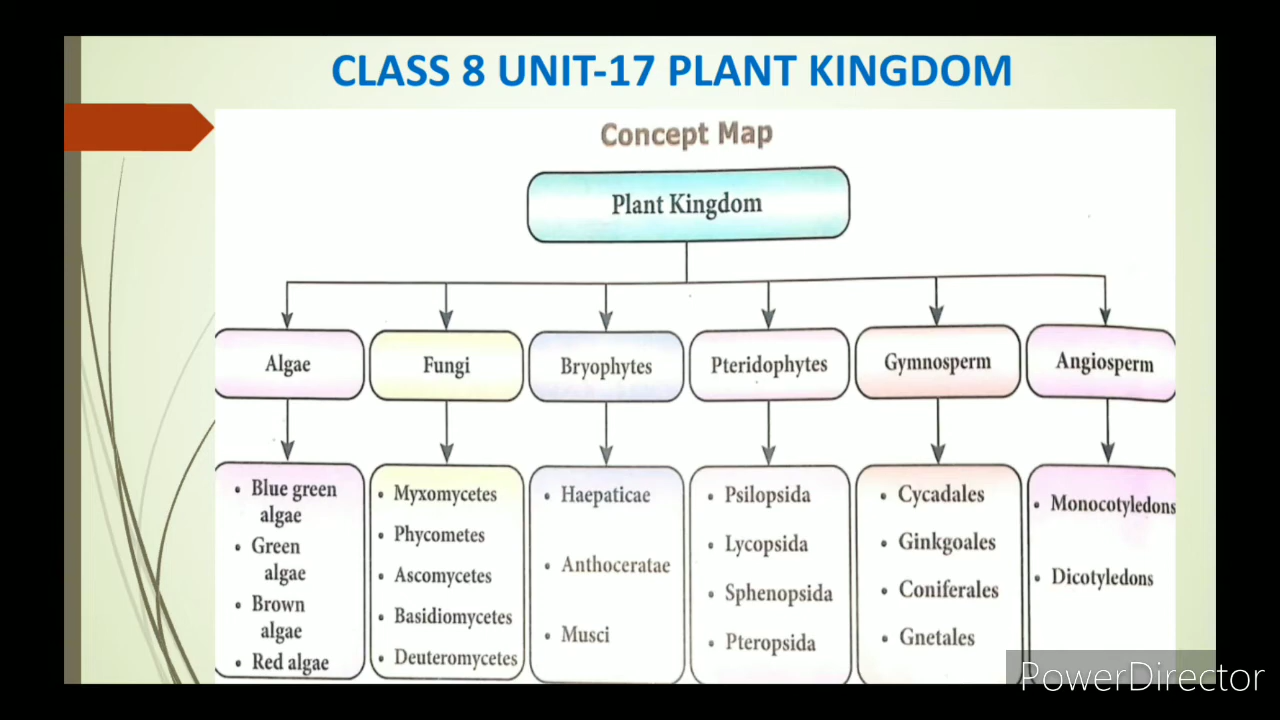 CLASS 8 UNIT-17 PLANT KINGDOM
Concept Map
Plant Kingdom
Algae
Fungi
Bryophytes
Pteridophytes
Gymnosperm
Angiosperm
• Blue green
algae
• Green
algae
• Brown
algae
• Red algae
• Myxomycetes
• Phycometes
• Ascomycetes
• Basidiomycetes
• Deuteromycetes
• Haepaticae
• Anthoceratae
• Musci
• Psilopsida
• Lycopsida
• Sphenopsida
• Pteropsida
• Cycadales
• Ginkgoales
• Coniferales
• Gnetales
• Monocotyledons
• Dicotyledons
PowerDirector